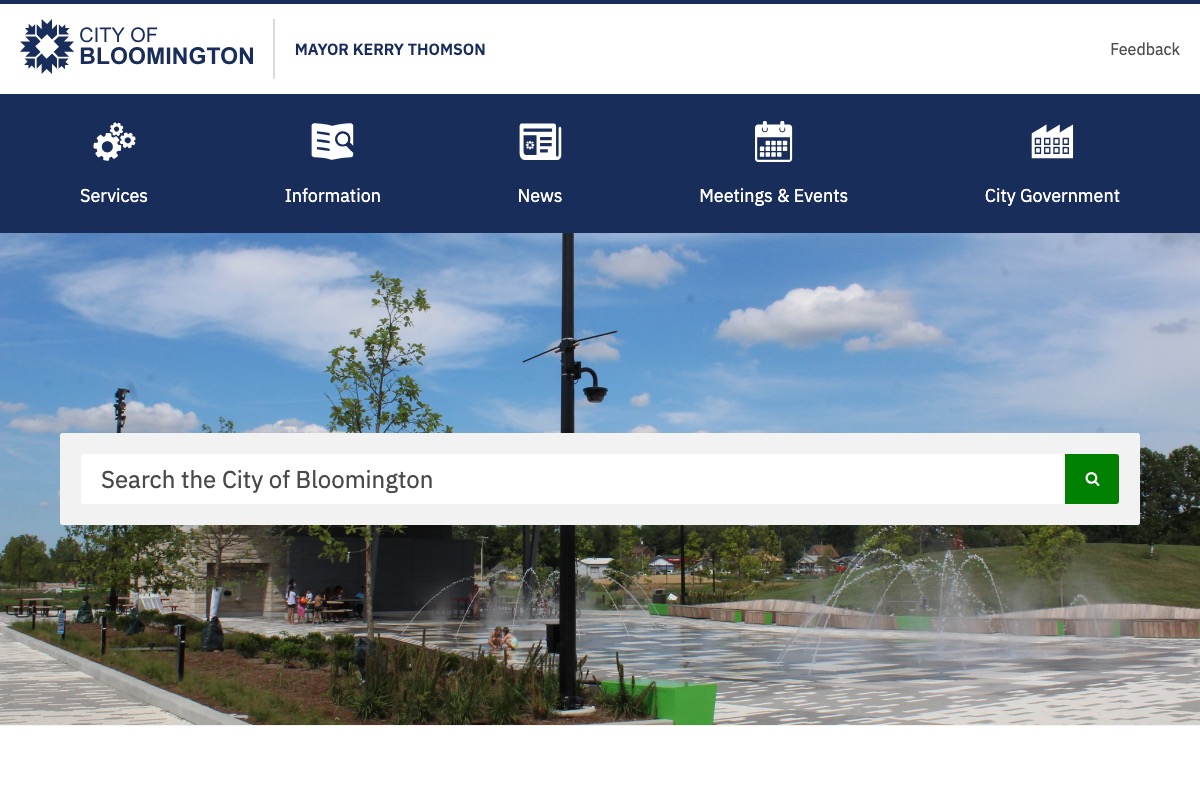 CITY OF
BLOOMINGTON
MAYOR KERRY THOMSON
Feedback
Services
Information
News
Meetings & Events
City Government
Search the City of Bloomington